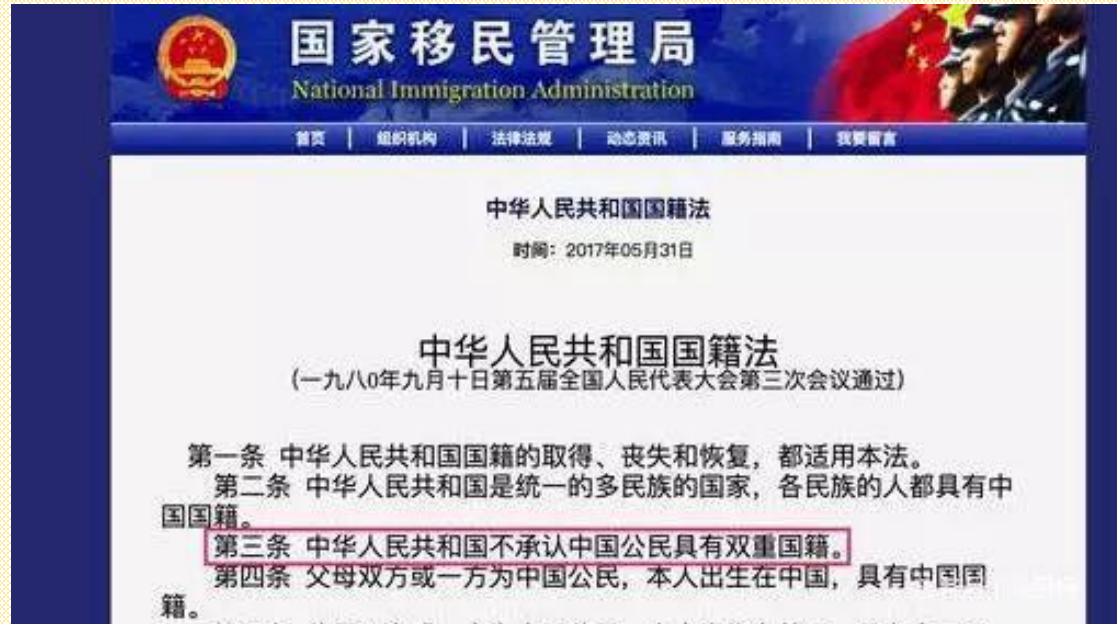 国家移民管理局
National Immigration Administration
首页 | 组织机构 | 法律法规 | 动态资讯 | 服务指南 | 我要留言
中华人民共和国国籍法
时间：2017年05月31日
中华人民共和国国籍法
(一九八0年九月十日第五届全国人民代表大会第三次会议通过)
第一条 中华人民共和国国籍的取得、丧失和恢复，都适用本法。
第二条 中华人民共和国是统一的多民族的国家，各民族的人都具有中
国国籍。
第三条 中华人民共和国不承认中国公民具有双重国籍。
第四条 父母双方或一方为中国公民，本人出生在中国，具有中国国
籍。